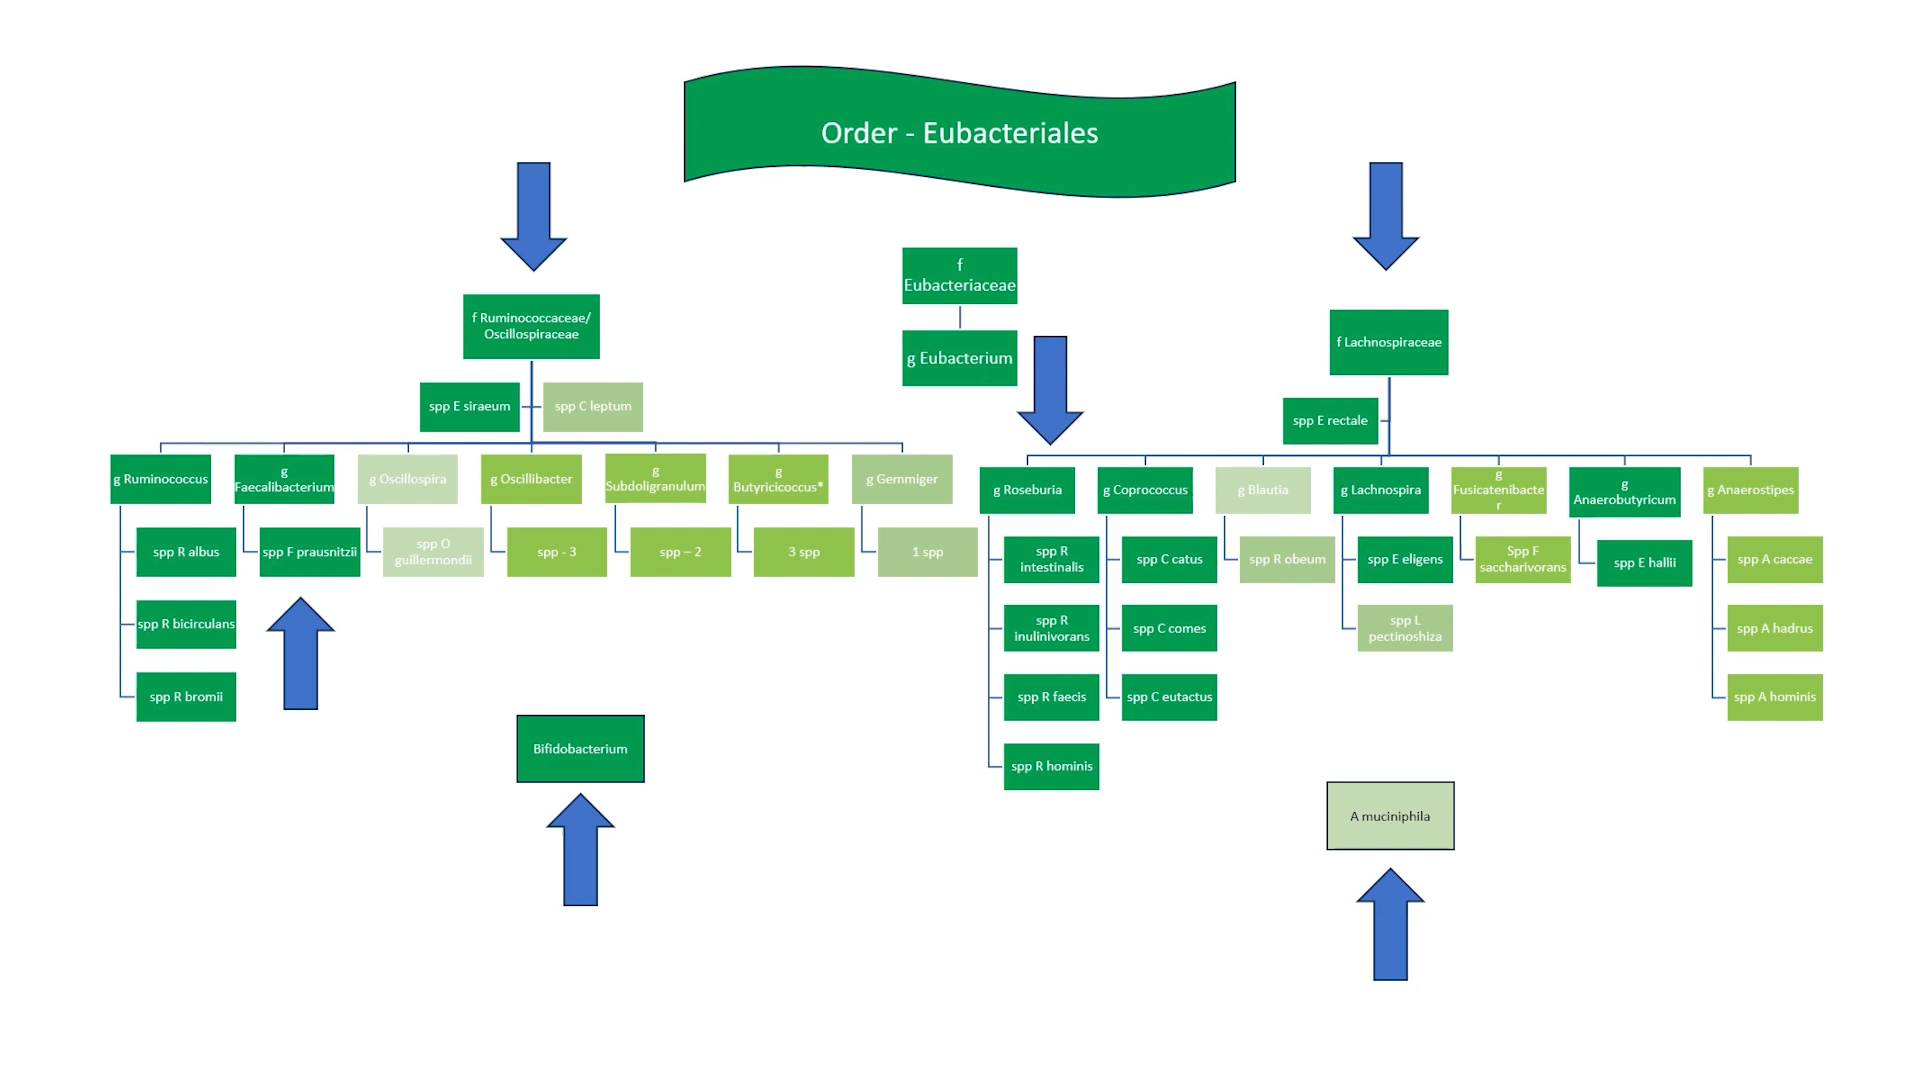 Order - Eubacteriales
f
Eubacteriaceae
g Eubacterium
f Ruminococcaceae/
Oscillospiraceae
spp E siraeum
spp C leptum
g Ruminococcus
spp R albus
spp R bicirculans
spp R bromii
g
Faecalibacterium
spp F prausnitzii
g Oscillospira
spp O
guillermondii
g Oscillibacter
spp - 3
g
Subdoligranulum
spp – 2
g
Butyricicoccus*
3 spp
g Gemmiger
1 spp
f Lachnospiraceae
spp E rectale
g Roseburia
spp R
intestinalis
spp R
inulinivorans
spp R faecis
spp R hominis
g Coprococcus
spp C catus
spp C comes
spp C eutactus
g Blautia
spp R obeum
g Lachnospira
spp E eligens
spp L
pectinoshiza
g
Fusicatenibacte
r
Spp F
saccharivorans
g
Anaerobutyricum
spp E hallii
g Anaerostipes
spp A caccae
spp A hadrus
spp A hominis
Bifidobacterium
A muciniphila